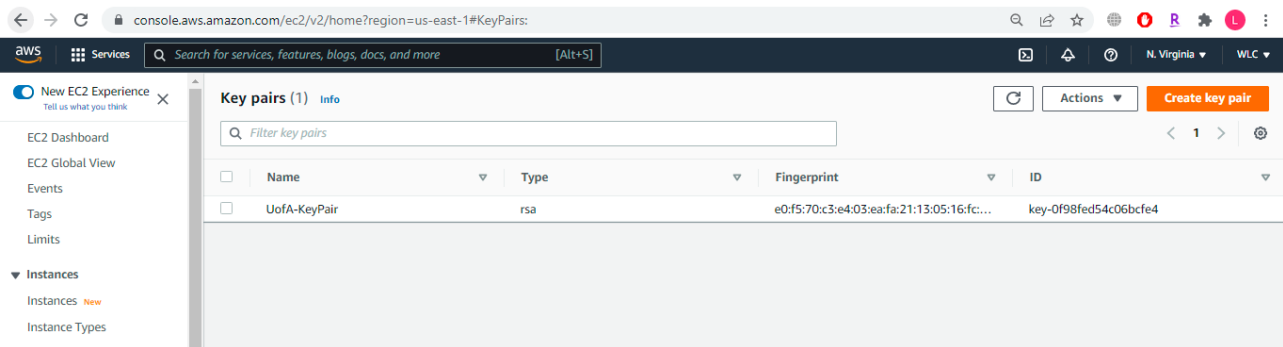 console.aws.amazon.com/ec2/v2/home?region=us-east-1#KeyPairs:
R L
aws Services Search for services, features, blogs, docs, and more [Alt+S] N. Virginia ▼ WLC ▼
New EC2 Experience
Tell us what you think
Key pairs (1) Info Actions ▼ Create key pair
Filter key pairs 1
EC2 Dashboard
EC2 Global View
Events
Tags
Limits
Instances
Instances New
Instance Types
Name Type Fingerprint ID
UofA-KeyPair rsa e0:f5:70:c3:e4:03:ea:fa:21:13:05:16:fc:... key-0f98fed54c06bcfe4